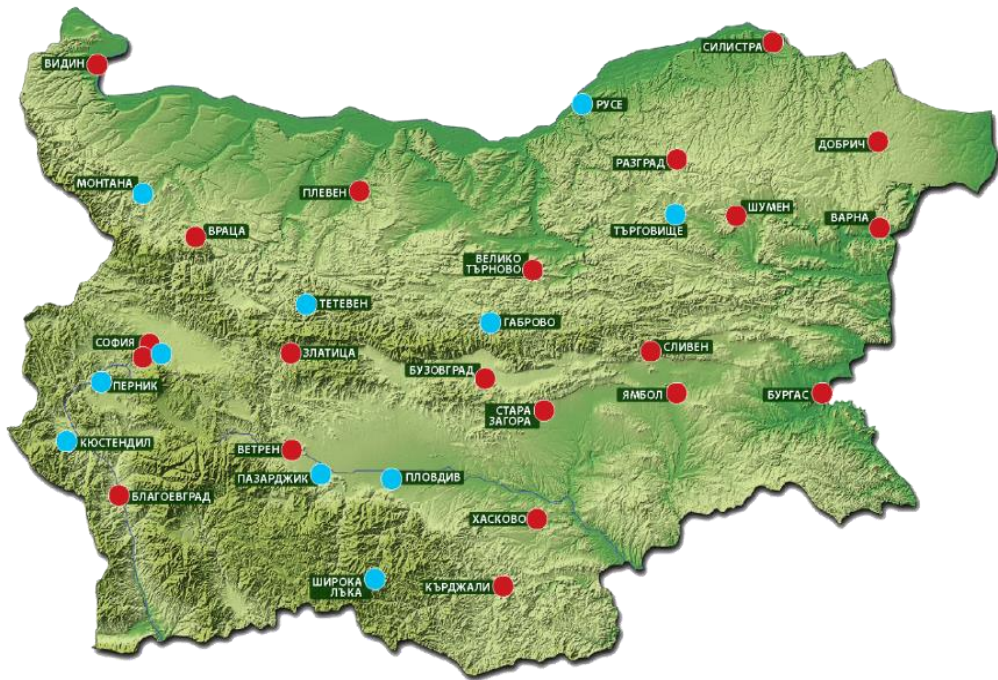 СИЛИСТРА
ВИДИН
РУСЕ
ДОБРИЧ
РАЗГРАД
МОНТАНА
ПЛЕВЕН
ШУМЕН
ВАРНА
ТЪРГОВИЩЕ
ВРАЦА
ВЕЛИКО
ТЪРНОВО
ТЕТЕВЕН
ГАБРОВО
СОФИЯ
ЗЛАТИЦА
СЛИВЕН
БУЗОВГРАД
ПЕРНИК
ЯМБОЛ
БУРГАС
СТАРА
ЗАГОРА
КЮСТЕНДИЛ
ВЕТРЕН
ПАЗАРДЖИК
ПЛОВДИВ
БЛАГОЕВГРАД
ХАСКОВО
ШИРОКА
ЛЪКА
КЪРДЖАЛИ